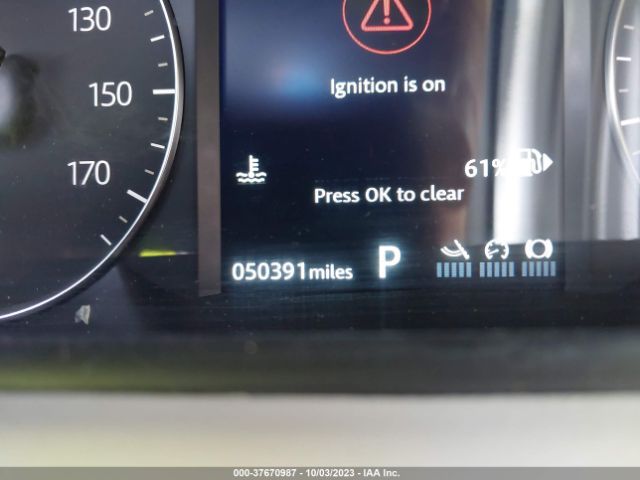 130
150
170
Ignition is on
61%
Press OK to clear
050391miles
P
000-37670987 - 10/03/2023 - IAA Inc.